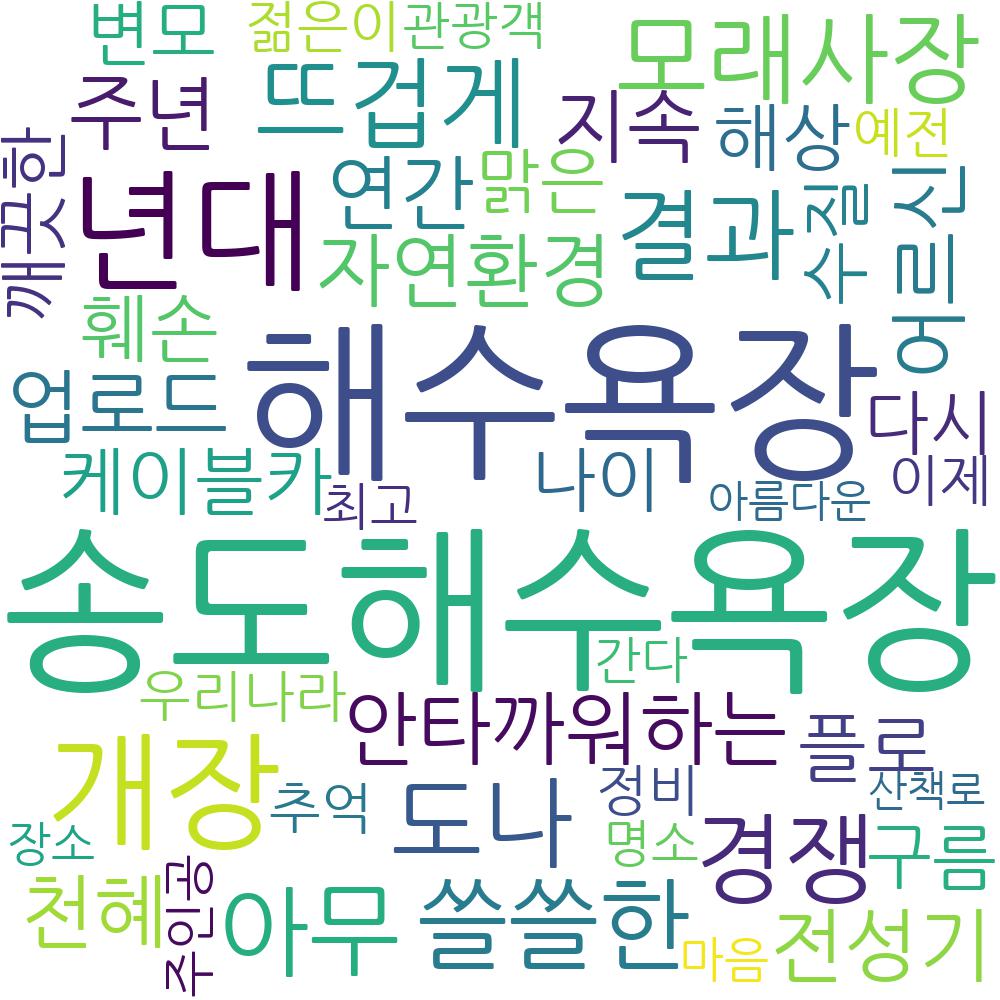 변모
젊은이
관광객
모래사장
주년
뜨겁게
지속
해상
예전
깨끗한
년대
연간
맑은
결과
수질
어르신
자연환경
훼손
해수욕장
업로드
다시
케이블카
나이
이제
최고
아름다운
송도해수욕장
간다
우리나라
안타까워하는
플로
개장
정비
산책로
추억
도나
장소
명소
경쟁
구름
천혜
주인공
아무
쓸쓸한
마음
전성기